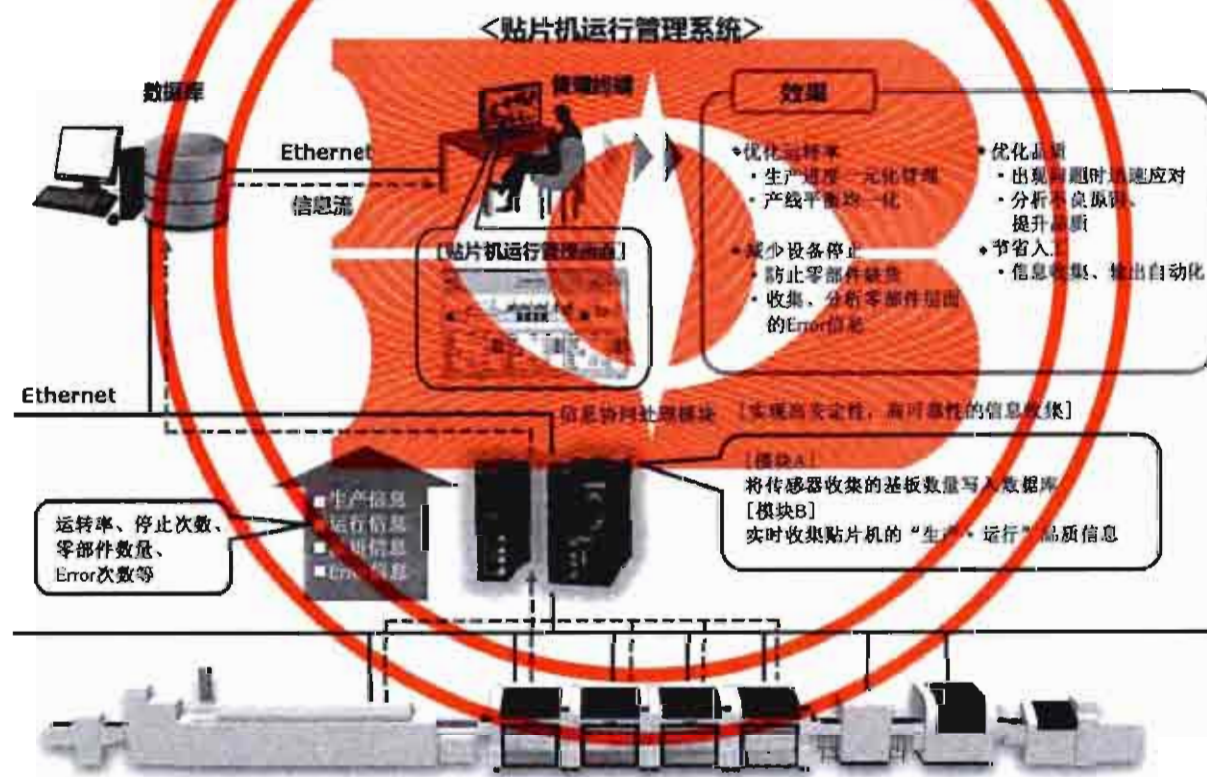 <贴片机运行管理系统>
数据库
管理终端
Ethernet
信息流
效果
◆优化运转率
・生产进度一元化管理
・产线平衡均一化
◆减少设备停止
・防止零部件缺货
・收集、分析零部件层面
的Error信息
◆优化品质
・出现问题时迅速应对
・分析不良原因、
提升品质
◆节省人工
・信息收集、输出自动化
[贴片机运行管理画面]
Ethernet
信息协同处理模块 [实现高安定性，高可靠性的信息收集]
■生产信息
■运行信息
■品质信息
■Error信息
运转率、停止次数、
零部件数量、
Error次数等
[模块A]
将传感器收集的基板数量写入数据库
[模块B]
实时收集贴片机的“生产・运行”品质信息